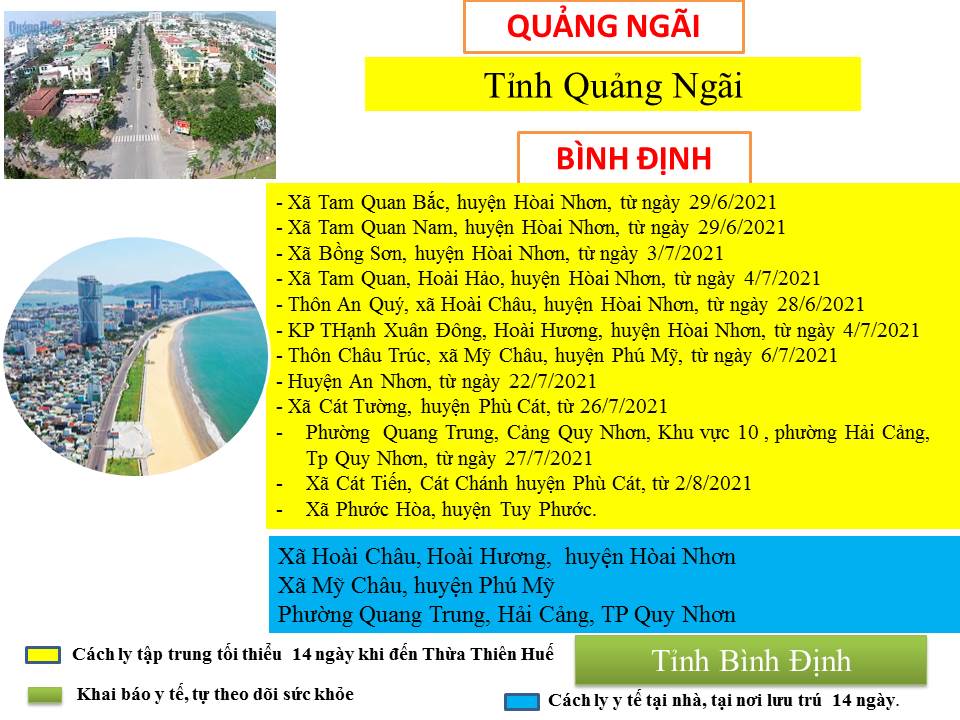 QUẢNG NGÃI
Tỉnh Quảng Ngãi
BÌNH ĐỊNH
- Xã Tam Quan Bắc, huyện Hòai Nhơn, từ ngày 29/6/2021
- Xã Tam Quan Nam, huyện Hòai Nhơn, từ ngày 29/6/2021
- Xã Bồng Sơn, huyện Hòai Nhơn, từ ngày 3/7/2021
- Xã Tam Quan, Hoài Hảo, huyện Hòai Nhơn, từ ngày 4/7/2021
- Thôn An Quý, xã Hoài Châu, huyện Hòai Nhơn, từ ngày 28/6/2021
- KP THạnh Xuân Đông, Hoài Hương, huyện Hòai Nhơn, từ ngày 4/7/2021
- Thôn Châu Trúc, xã Mỹ Châu, huyện Phú Mỹ, từ ngày 6/7/2021
- Huyện An Nhơn, từ ngày 22/7/2021
- Xã Cát Tường, huyện Phù Cát, từ 26/7/2021
- Phường Quang Trung, Cảng Quy Nhơn, Khu vực 10 , phường Hải Cảng,
Tp Quy Nhơn, từ ngày 27/7/2021
- Xã Cát Tiến, Cát Chánh huyện Phù Cát, từ 2/8/2021
- Xã Phước Hòa, huyện Tuy Phước.
Xã Hoài Châu, Hoài Hương, huyện Hòai Nhơn
Xã Mỹ Châu, huyện Phú Mỹ
Phường Quang Trung, Hải Cảng, TP Quy Nhơn
Cách ly tập trung tối thiểu 14 ngày khi đến Thừa Thiên Huế
Tỉnh Bình Định
Khai báo y tế, tự theo dõi sức khỏe
Cách ly y tế tại nhà, tại nơi lưu trú 14 ngày.